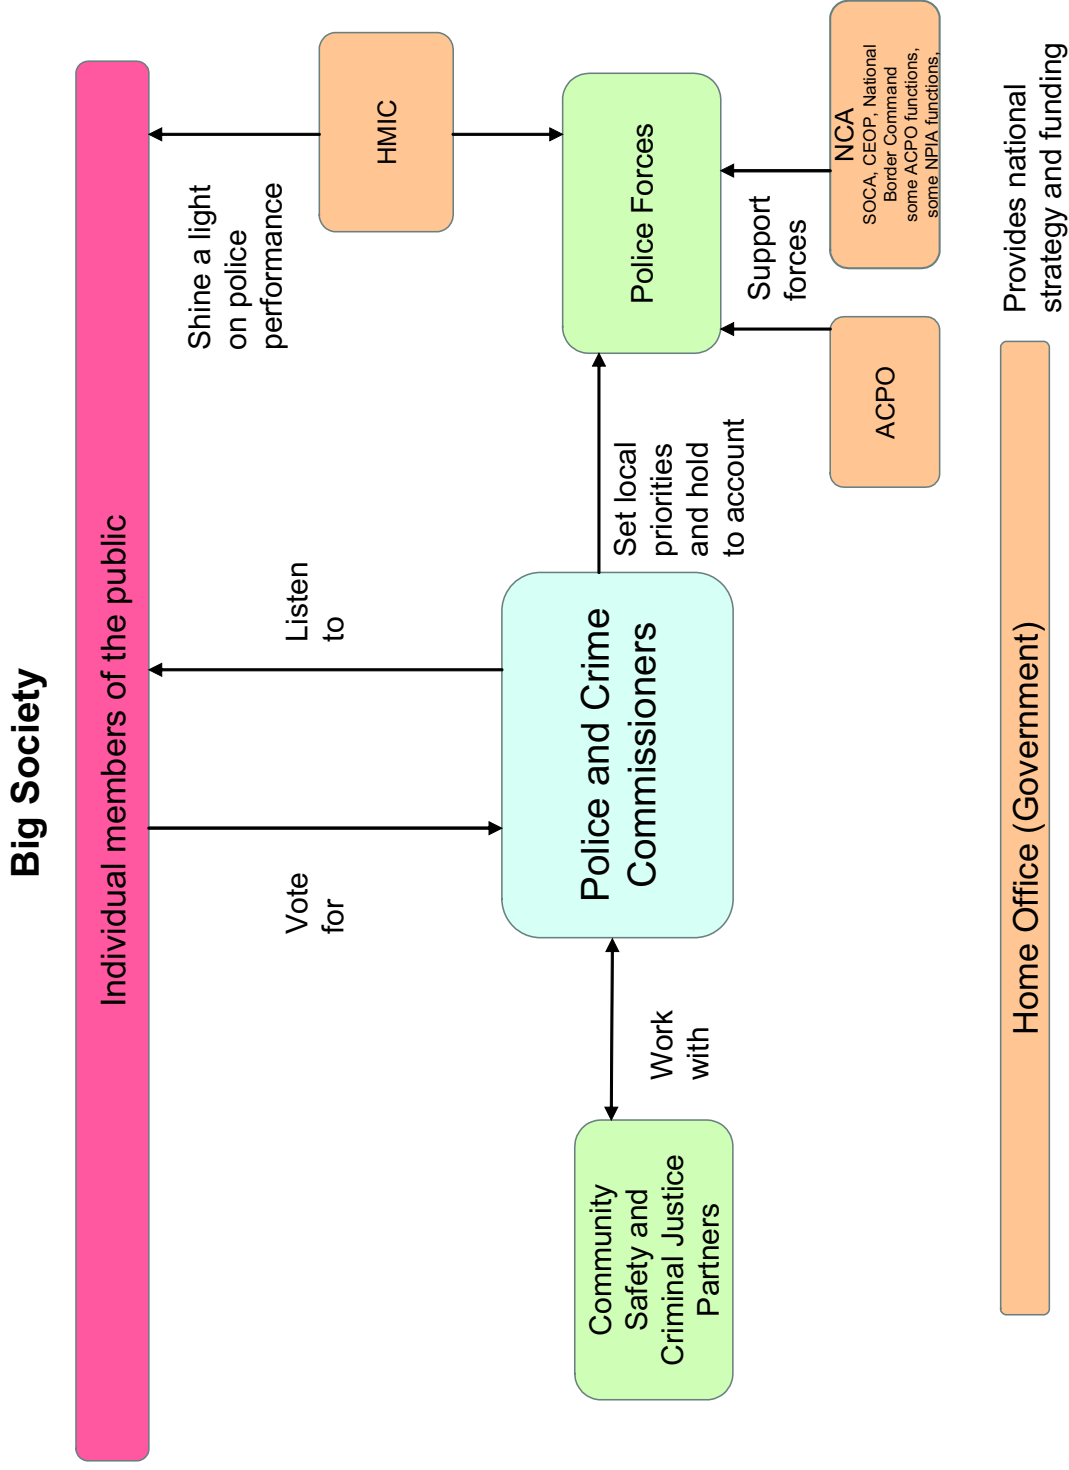 Big Society
Individual members of the public
Vote
for
Listen
to
Shine a light
on police
performance
HMIC
Community
Safety and
Criminal Justice
Partners
Work
with
Police and Crime
Commissioners
Set local
priorities
and hold
to account
Police Forces
Support
forces
ACPO
NCA
SOCA, CEOP, National
Border Command
some ACPO functions,
some NPIA functions,
Home Office (Government)
Provides national
strategy and funding